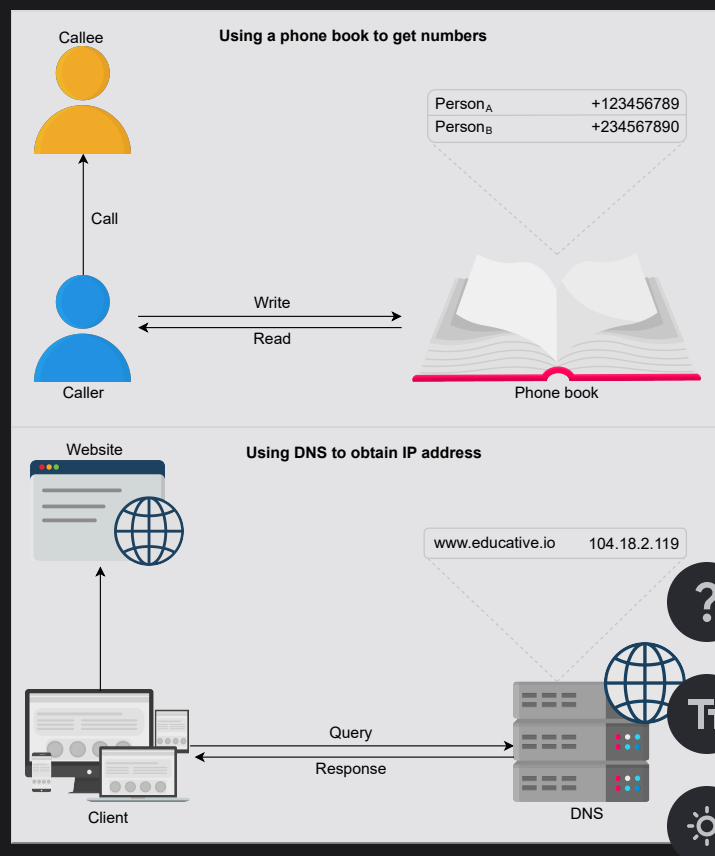 Callee
Using a phone book to get numbers
PersonA +123456789
PersonB +234567890
Call
Write
Read
Caller
Phone book
Website
Using DNS to obtain IP address
www.educative.io 104.18.2.119
?
Query
Response
Client
DNS